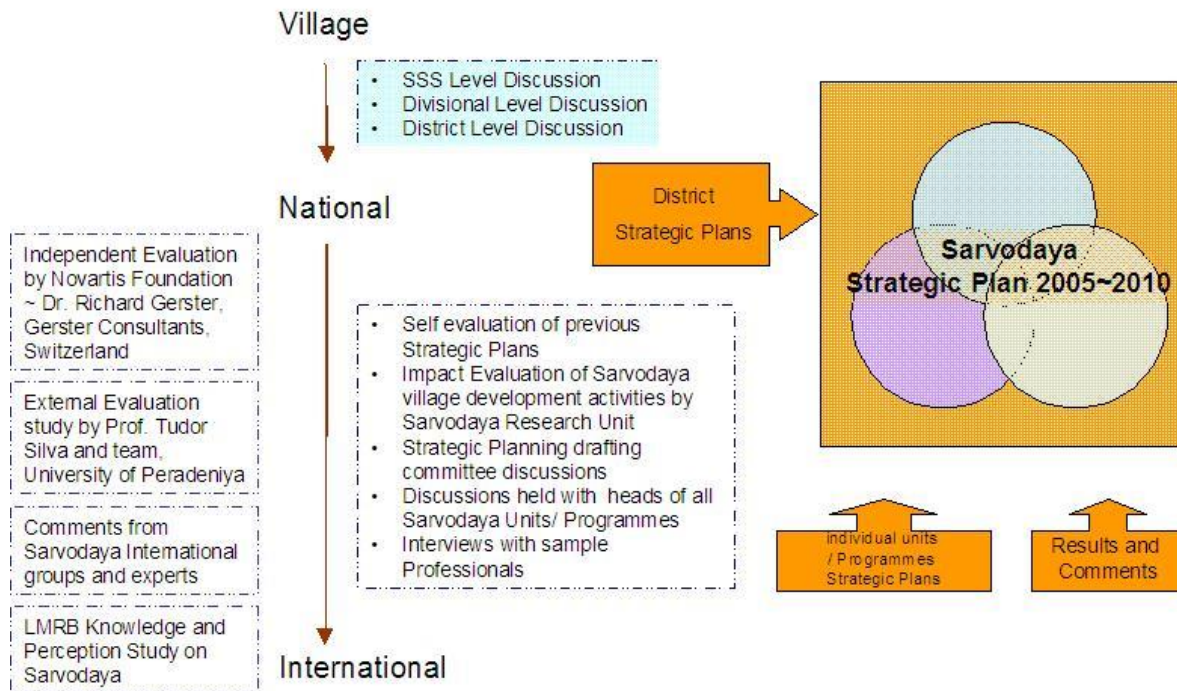 Village
• SSS Level Discussion
• Divisional Level Discussion
• District Level Discussion
National
Independent Evaluation
by Novartis Foundation
~ Dr. Richard Gerster,
Gerster Consultants,
Switzerland
External Evaluation
study by Prof. Tudor
Silva and team,
University of Peradeniya
Comments from
Sarvodaya International
groups and experts
LMRB Knowledge and
Perception Study on
Sarvodaya
• Self evaluation of previous
Strategic Plans
• Impact Evaluation of Sarvodaya
village development activities by
Sarvodaya Research Unit
• Strategic Planning drafting
committee discussions
• Discussions held with heads of all
Sarvodaya Units/ Programmes
• Interviews with sample
Professionals
International
District
Strategic Plans
Sarvodaya
Strategic Plan 2005~2010
Individual units
/ Programmes
Strategic Plans
Results and
Comments